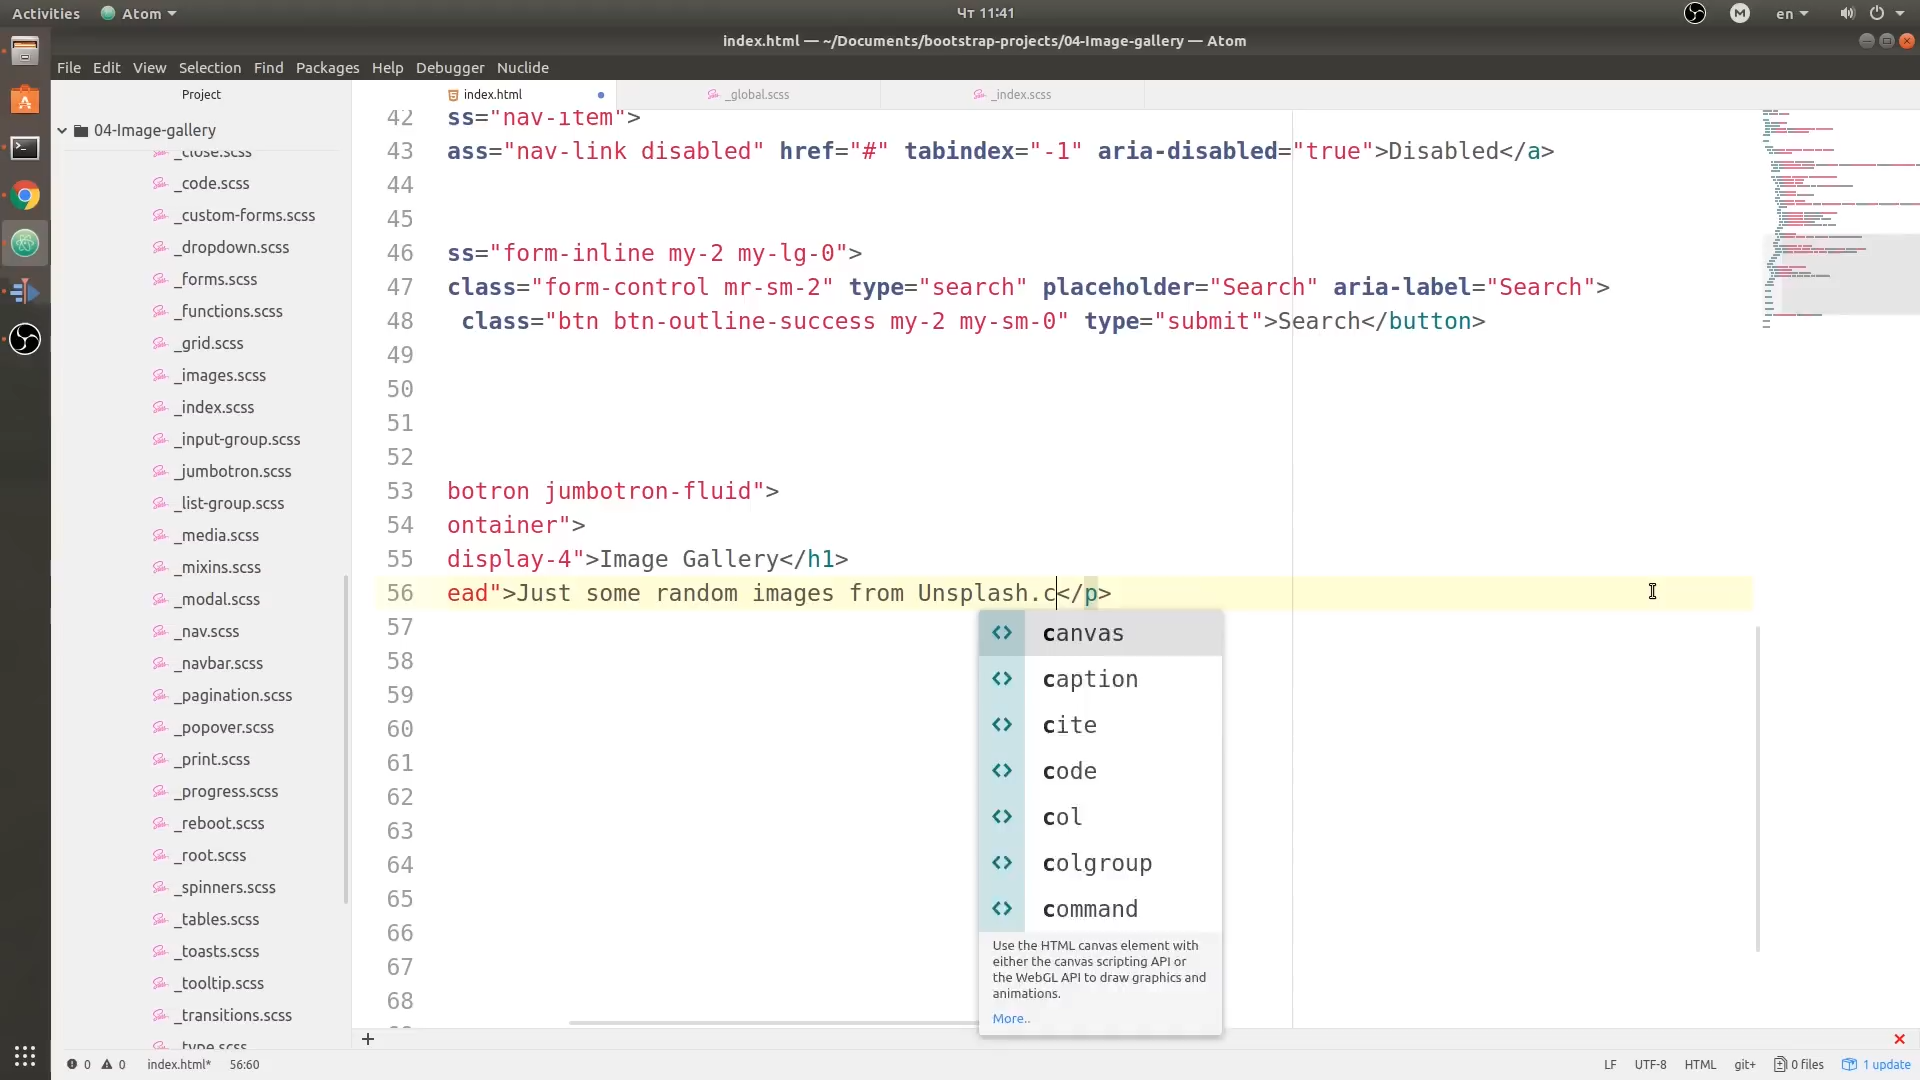 Activities Atom Чт 11:41 en
index.html — ~/Documents/bootstrap-projects/04-Image-gallery — Atom
File Edit View Selection Find Packages Help Debugger Nuclide
Project
index.html
_global.scss
_index.scss
04-Image-gallery
_close.scss
_code.scss
_custom-forms.scss
_dropdown.scss
_forms.scss
_functions.scss
_grid.scss
_images.scss
_index.scss
_input-group.scss
_jumbotron.scss
_list-group.scss
_media.scss
_mixins.scss
_modal.scss
_nav.scss
_navbar.scss
_pagination.scss
_popover.scss
_print.scss
_progress.scss
_reboot.scss
_root.scss
_spinners.scss
_tables.scss
_toasts.scss
_tooltip.scss
_transitions.scss
_type.scss
42 ss="nav-item">
43 ass="nav-link disabled" href="#" tabindex="-1" aria-disabled="true">Disabled</a>
44
45
46 ss="form-inline my-2 my-lg-0">
47 class="form-control mr-sm-2" type="search" placeholder="Search" aria-label="Search">
48 class="btn btn-outline-success my-2 my-sm-0" type="submit">Search</button>
49
50
51
52
53 botron jumbotron-fluid">
54 ontainer">
55 display-4">Image Gallery</h1>
56 ead">Just some random images from Unsplash.c</p>
57
58
59
60
61
62
63
64
65
66
67
68
canvas
caption
cite
code
col
colgroup
command
Use the HTML canvas element with
either the canvas scripting API or
the WebGL API to draw graphics and
animations.
More..
0 0 index.html* 56:60 LF UTF-8 HTML git+ 0 files 1 update